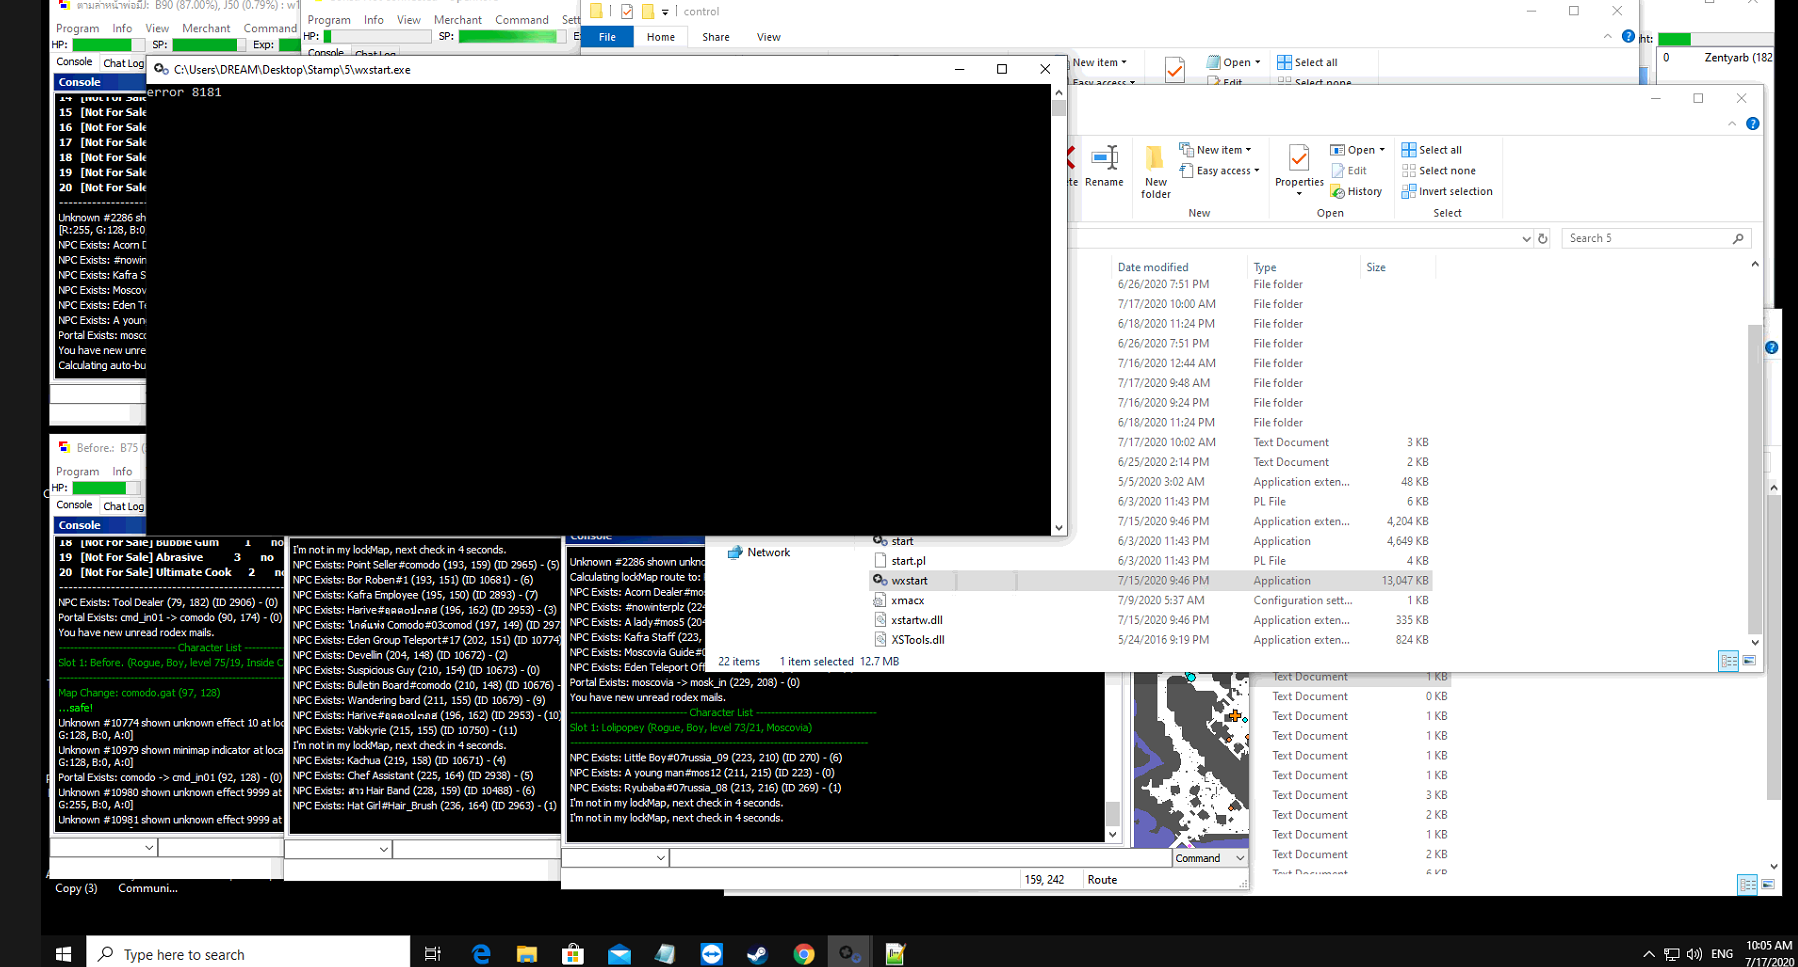 ตามล่าหน้าพ่อมึJ: B90 (87.00%), J50 (0.79%) : w1
Program Info View Merchant Command
HP: SP: Exp:
Console Chat Log
Console
14 [Not For Sale
15 [Not For Sale
16 [Not For Sale
17 [Not For Sale
18 [Not For Sale
19 [Not For Sale
20 [Not For Sale
Unknown #2286 sh
[R:255, G:128, B:0,
NPC Exists: Acorn D
NPC Exists: #nowin
NPC Exists: Kafra S
NPC Exists: Moscov
NPC Exists: Eden Te
NPC Exists: A young
Portal Exists: mosco
You have new unre
Calculating auto-bu
Program Info View Merchant Command Sett
HP: SP: E
Console Chat Log
control
File Home Share View
New item
Easy access
Open
Edit
Select all
Select none
ht:
0 Zentyarb (182
C:\Users\DREAM\Desktop\Stamp\5\wxstart.exe
error 8181
te Rename
New folder
New item
Easy access
New
Properties
Open
Edit
History
Open
Select all
Select none
Invert selection
Select
Search 5
Date modified Type Size
6/26/2020 7:51 PM File folder
7/17/2020 10:00 AM File folder
6/18/2020 11:24 PM File folder
6/26/2020 7:51 PM File folder
7/16/2020 12:44 AM File folder
7/17/2020 9:48 AM File folder
7/16/2020 9:24 PM File folder
6/18/2020 11:24 PM File folder
7/17/2020 10:02 AM Text Document 3 KB
6/25/2020 2:14 PM Text Document 2 KB
5/5/2020 3:02 AM Application exten... 48 KB
6/3/2020 11:43 PM PL File 6 KB
7/15/2020 9:46 PM Application exten... 4,204 KB
start 6/3/2020 11:43 PM Application 4,649 KB
start.pl 6/3/2020 11:43 PM PL File 4 KB
wxstart 7/15/2020 9:46 PM Application 13,047 KB
xmacx 7/9/2020 5:37 AM Configuration sett... 1 KB
xstartw.dll 7/15/2020 9:46 PM Application exten... 335 KB
XSTools.dll 5/24/2016 9:19 PM Application exten... 824 KB
Network
22 items 1 item selected 12.7 MB
Before.: B75 (
Program Info
HP:
Console Chat Log
Console
18 [Not For Sale] Bubble Gum 1 no
19 [Not For Sale] Abrasive 3 no
20 [Not For Sale] Ultimate Cook 2 no
NPC Exists: Tool Dealer (79, 182) (ID 2906) - (0)
Portal Exists: cmd_in01 -> comodo (90, 174) - (0)
You have new unread rodex mails.
Character List
Slot 1: Before. (Rogue, Boy, level 75/19, Inside C
Map Change: comodo.gat (97, 128)
...safe!
Unknown #10774 shown unknown effect 10 at loc
G:128, B:0, A:0]
Unknown #10979 shown minimap indicator at loca
G:128, B:0, A:0]
Portal Exists: comodo -> cmd_in01 (92, 128) - (0)
Unknown #10980 shown unknown effect 9999 at
G:255, B:0, A:0]
Unknown #10981 shown unknown effect 9999 at
I'm not in my lockMap, next check in 4 seconds.
NPC Exists: Point Seller#comodo (193, 159) (ID 2965) - (5)
NPC Exists: Bor Roben#1 (193, 151) (ID 10681) - (6)
NPC Exists: Kafra Employee (195, 150) (ID 2893) - (7)
NPC Exists: Harive#ฤตตอปภภส (196, 162) (ID 2953) - (3)
NPC Exists: ไกด์แห่ง Comodo#03comod (197, 149) (ID 297
NPC Exists: Eden Group Teleport#17 (202, 151) (ID 10774)
NPC Exists: Devellin (204, 148) (ID 10672) - (2)
NPC Exists: Suspicious Guy (210, 154) (ID 10673) - (0)
NPC Exists: Bulletin Board#comodo (210, 148) (ID 10676) -
NPC Exists: Wandering bard (211, 155) (ID 10679) - (9)
NPC Exists: Harive#ฤตตอปภภส (196, 162) (ID 2953) - (10)
NPC Exists: Vabkyrie (215, 155) (ID 10750) - (11)
I'm not in my lockMap, next check in 4 seconds.
NPC Exists: Kachua (219, 158) (ID 10671) - (4)
NPC Exists: Chef Assistant (225, 164) (ID 2938) - (5)
NPC Exists: สาว Hair Band (228, 159) (ID 10488) - (6)
NPC Exists: Hat Girl#Hair_Brush (236, 164) (ID 2963) - (1)
Console
Unknown #2286 shown unkno
Calculating lockMap route to:
NPC Exists: Acorn Dealer#mos
NPC Exists: #nowinterplz (224
NPC Exists: A lady#mos5 (204
NPC Exists: Kafra Staff (223,
NPC Exists: Moscovia Guide#0
NPC Exists: Eden Teleport Off
Portal Exists: moscovia -> mosk_in (229, 208) - (0)
You have new unread rodex mails.
Character List
Slot 1: Lolipopey (Rogue, Boy, level 73/21, Moscovia)
NPC Exists: Little Boy#07russia_09 (223, 210) (ID 270) - (6)
NPC Exists: A young man#mos12 (211, 215) (ID 223) - (0)
NPC Exists: Ryubaba#07russia_08 (213, 216) (ID 269) - (1)
I'm not in my lockMap, next check in 4 seconds.
I'm not in my lockMap, next check in 4 seconds.
Command
159, 242 Route
Text Document 1 KB
Text Document 0 KB
Text Document 1 KB
Text Document 1 KB
Text Document 1 KB
Text Document 1 KB
Text Document 3 KB
Text Document 2 KB
Text Document 1 KB
Text Document 2 KB
Text Document 6 KB
Copy (3) Communi...
Type here to search
ENG
10:05 AM
7/17/2020